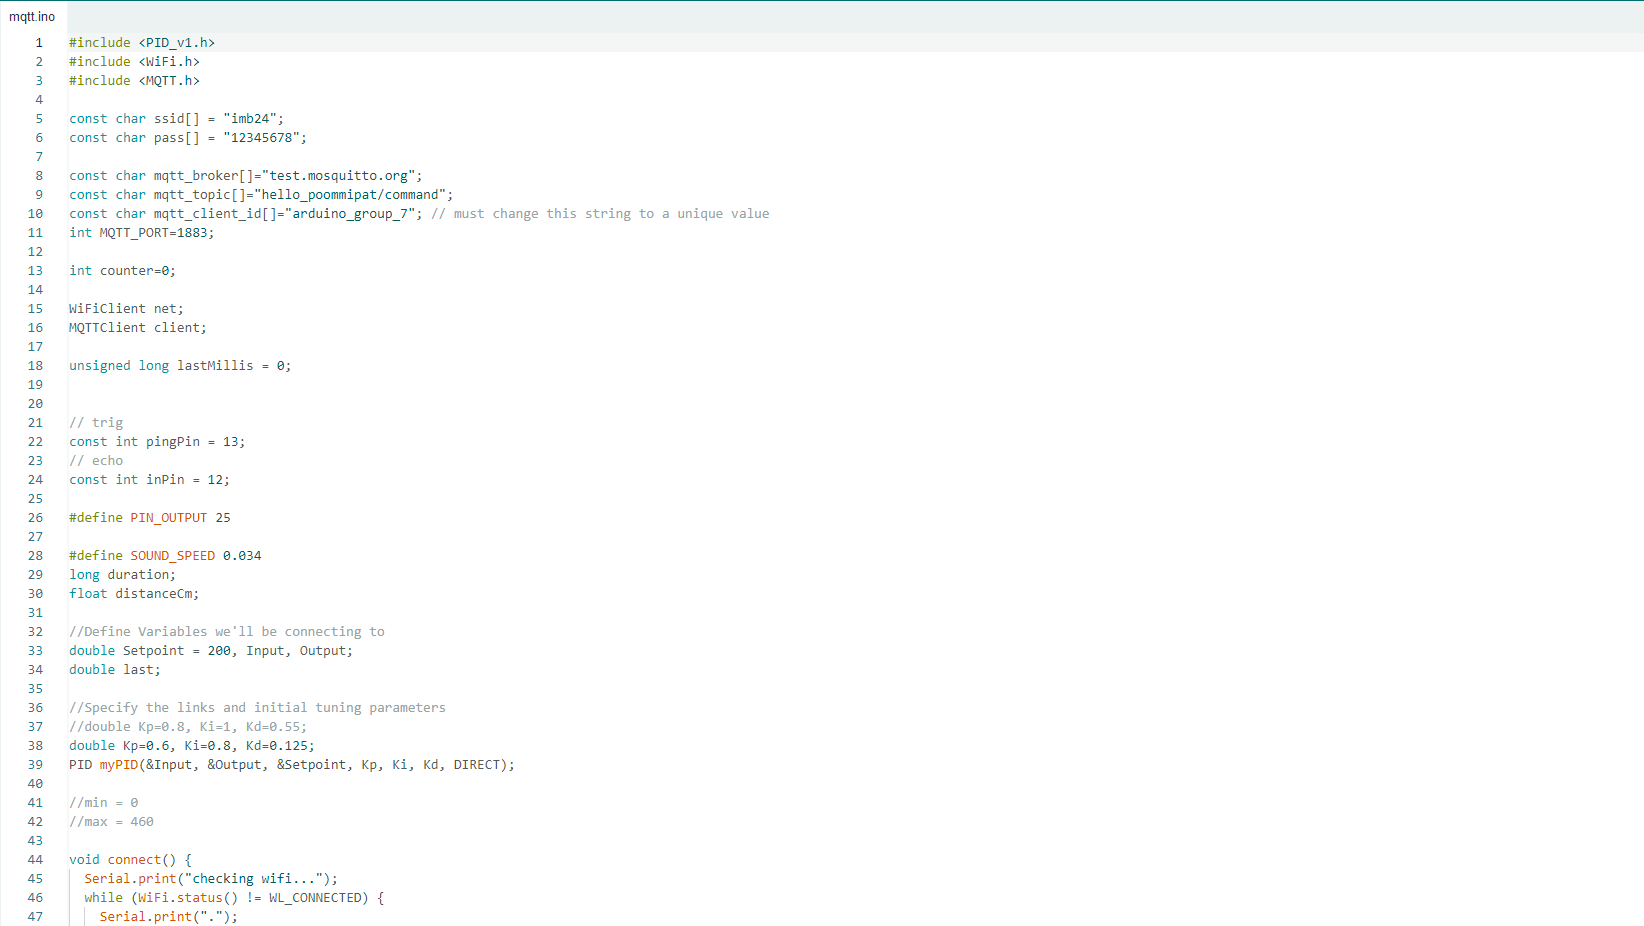 mqtt.ino
1 #include <PID_v1.h>
2 #include <WiFi.h>
3 #include <MQTT.h>
4
5 const char ssid[] = "imb24";
6 const char pass[] = "12345678";
7
8 const char mqtt_broker[]="test.mosquitto.org";
9 const char mqtt_topic[]="hello_poommipat/command";
10 const char mqtt_client_id[]="arduino_group_7"; // must change this string to a unique value
11 int MQTT_PORT=1883;
12
13 int counter=0;
14
15 WiFiClient net;
16 MQTTClient client;
17
18 unsigned long lastMillis = 0;
19
20
21 // trig
22 const int pingPin = 13;
23 // echo
24 const int inPin = 12;
25
26 #define PIN_OUTPUT 25
27
28 #define SOUND_SPEED 0.034
29 long duration;
30 float distanceCm;
31
32 //Define Variables we'll be connecting to
33 double Setpoint = 200, Input, Output;
34 double last;
35
36 //Specify the links and initial tuning parameters
37 //double Kp=0.8, Ki=1, Kd=0.55;
38 double Kp=0.6, Ki=0.8, Kd=0.125;
39 PID myPID(&Input, &Output, &Setpoint, Kp, Ki, Kd, DIRECT);
40
41 //min = 0
42 //max = 460
43
44 void connect() {
45 Serial.print("checking wifi...");
46 while (WiFi.status() != WL_CONNECTED) {
47 Serial.print(".");